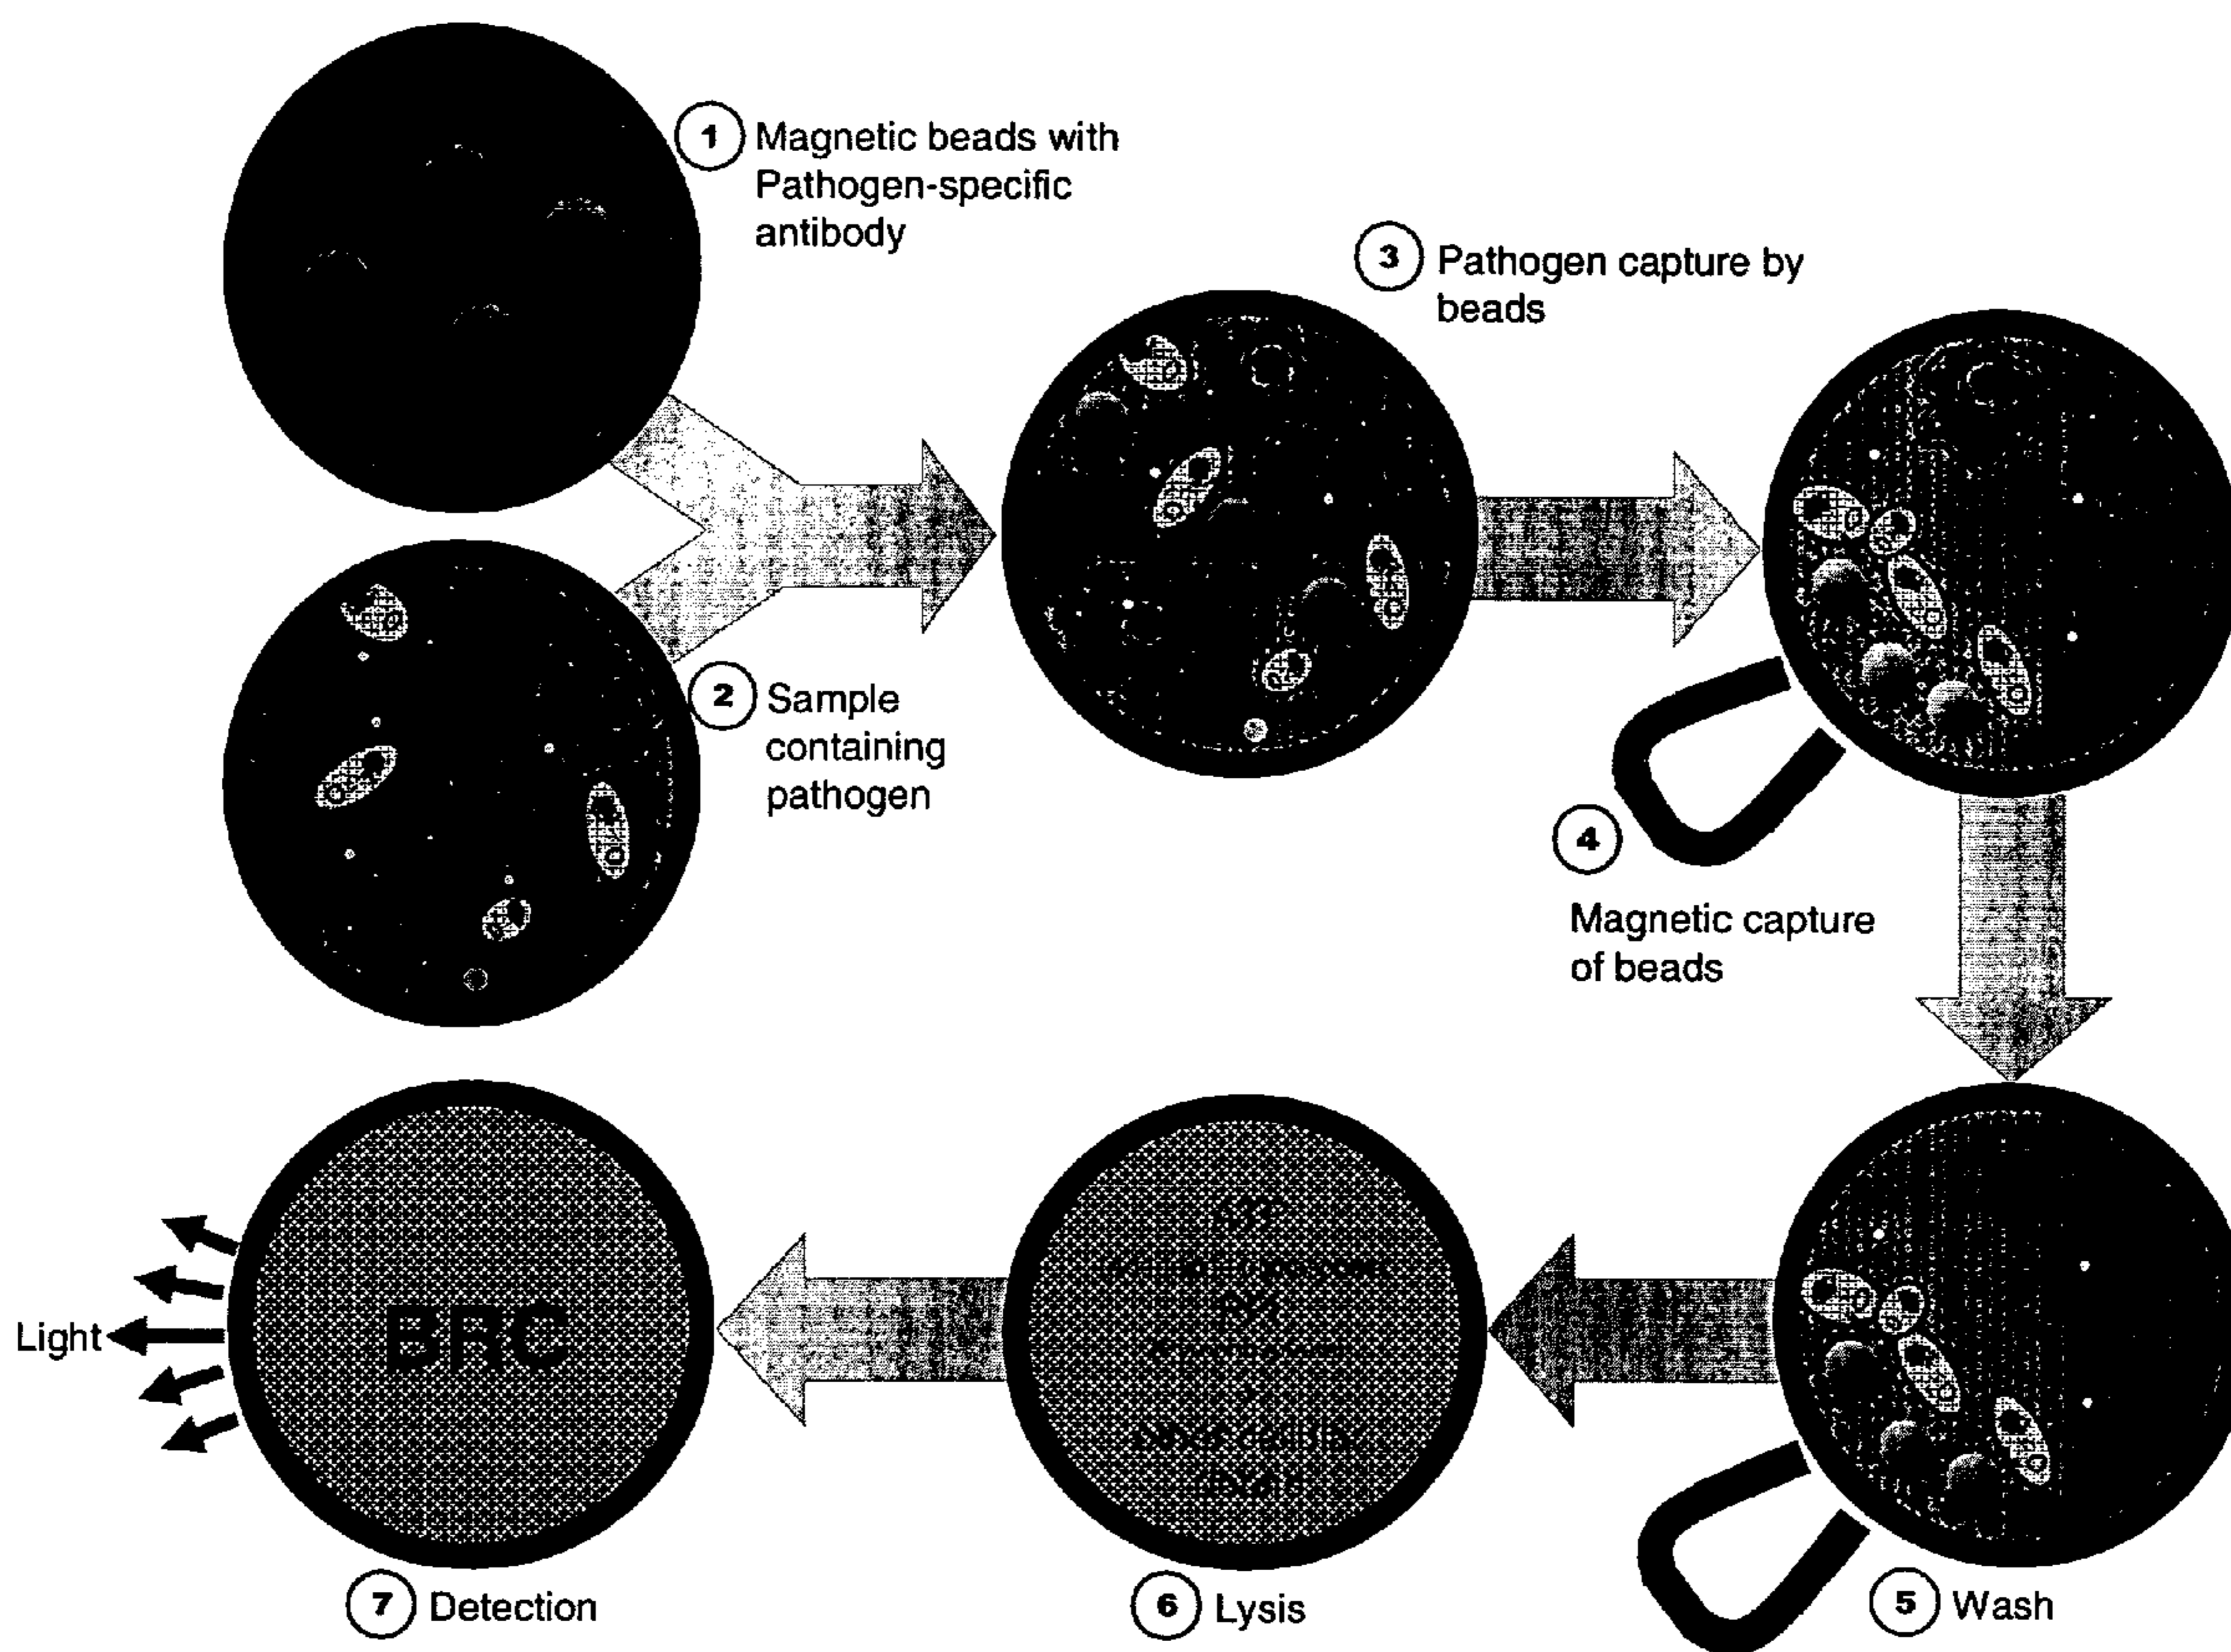 1 Magnetic beads with
Pathogen-specific
antibody
2 Sample
containing
pathogen
3 Pathogen capture by
beads
4
Magnetic capture
of beads
5 Wash
6 Lysis
7 Detection
BRC
Light